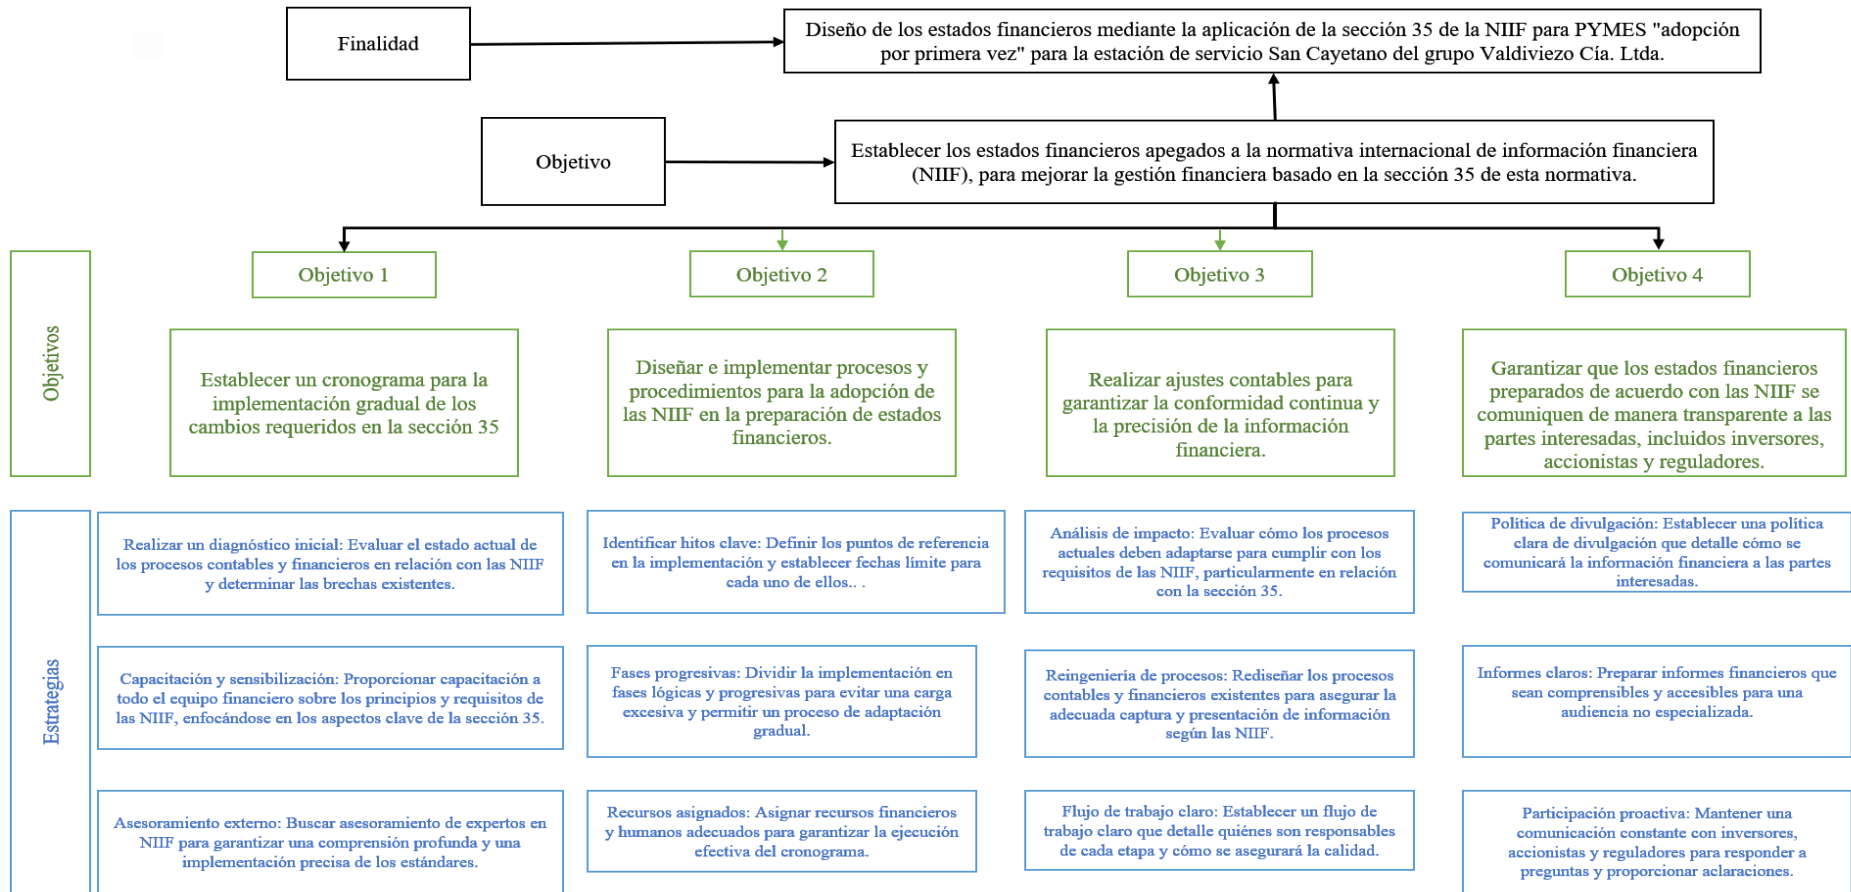 Finalidad
Diseño de los estados financieros mediante la aplicación de la sección 35 de la NIIF para PYMES "adopción
por primera vez" para la estación de servicio San Cayetano del grupo Valdiviezo Cía. Ltda.
Objetivo
Establecer los estados financieros apegados a la normativa internacional de información financiera
(NIIF), para mejorar la gestión financiera basado en la sección 35 de esta normativa.
Objetivos
Objetivo 1
Objetivo 2
Objetivo 3
Objetivo 4
Establecer un cronograma para la
implementación gradual de los
cambios requeridos en la sección 35
Diseñar e implementar procesos y
procedimientos para la adopción de
las NIIF en la preparación de estados
financieros.
Realizar ajustes contables para
garantizar la conformidad continua y
la precisión de la información
financiera.
Garantizar que los estados financieros
preparados de acuerdo con las NIIF se
comuniquen de manera transparente a las
partes interesadas, incluidos inversores,
accionistas y reguladores.
Estrategias
Realizar un diagnóstico inicial: Evaluar el estado actual de
los procesos contables y financieros en relación con las NIIF
y determinar las brechas existentes.
Identificar hitos clave: Definir los puntos de referencia
en la implementación y establecer fechas límite para
cada uno de ellos.. .
Análisis de impacto: Evaluar cómo los procesos
actuales deben adaptarse para cumplir con los
requisitos de las NIIF, particularmente en relación
con la sección 35.
Política de divulgación: Establecer una política
clara de divulgación que detalle cómo se
comunicará la información financiera a las partes
interesadas.
Capacitación y sensibilización: Proporcionar capacitación a
todo el equipo financiero sobre los principios y requisitos de
las NIIF, enfocándose en los aspectos clave de la sección 35.
Fases progresivas: Dividir la implementación en
fases lógicas y progresivas para evitar una carga
excesiva y permitir un proceso de adaptación
gradual.
Reingeniería de procesos: Rediseñar los procesos
contables y financieros existentes para asegurar la
adecuada captura y presentación de información
según las NIIF.
Informes claros: Preparar informes financieros que
sean comprensibles y accesibles para una
audiencia no especializada.
Asesoramiento externo: Buscar asesoramiento de expertos en
NIIF para garantizar una comprensión profunda y una
implementación precisa de los estándares.
Recursos asignados: Asignar recursos financieros
y humanos adecuados para garantizar la ejecución
efectiva del cronograma.
Flujo de trabajo claro: Establecer un flujo de
trabajo claro que detalle quiénes son responsables
de cada etapa y cómo se asegurará la calidad.
Participación proactiva: Mantener una
comunicación constante con inversores,
accionistas y reguladores para responder a
preguntas y proporcionar aclaraciones.